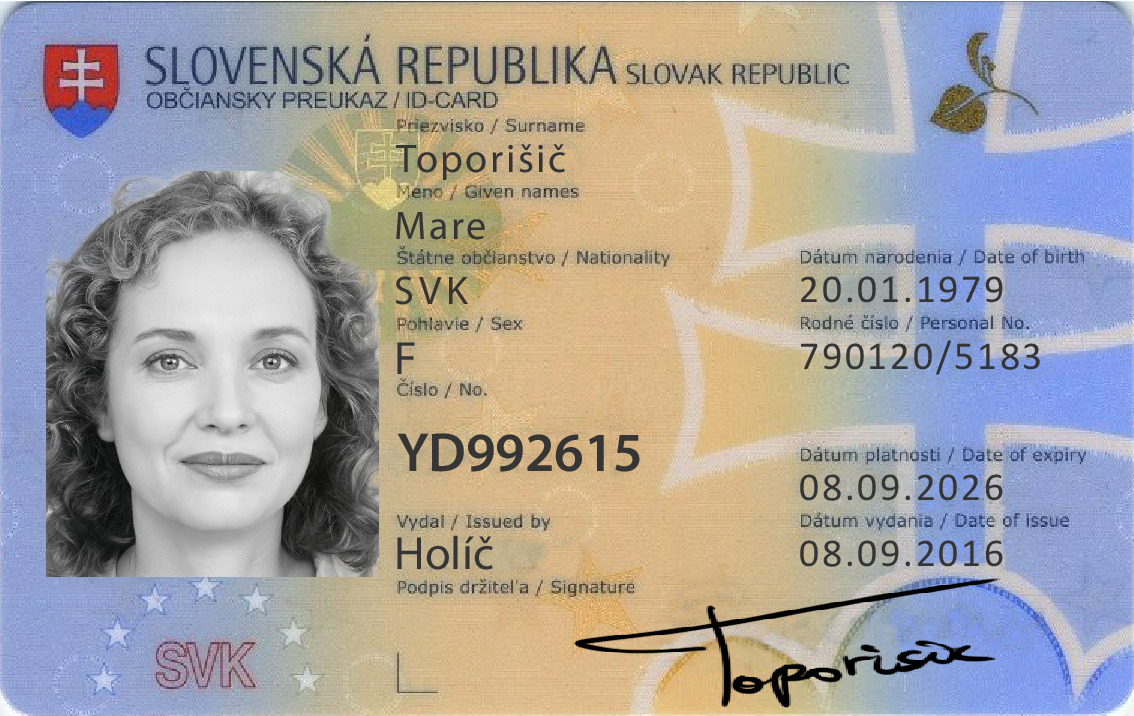 SLOVENSKÁ REPUBLIKA SLOVAK REPUBLIC
OBČIANSKY PREUKAZ / ID-CARD
Priezvisko / Surname
Toporišič
Meno / Given names
Mare
Štátne občianstvo / Nationality
SVK
Dátum narodenia / Date of birth
20.01.1979
Pohlavie / Sex
F
Rodné číslo / Personal No.
790120/5183
Číslo / No.
YD992615
Dátum platnosti / Date of expiry
08.09.2026
Vydal / Issued by
Holíč
Dátum vydania / Date of issue
08.09.2016
Podpis držiteľa / Signature
Toporisic
SVK